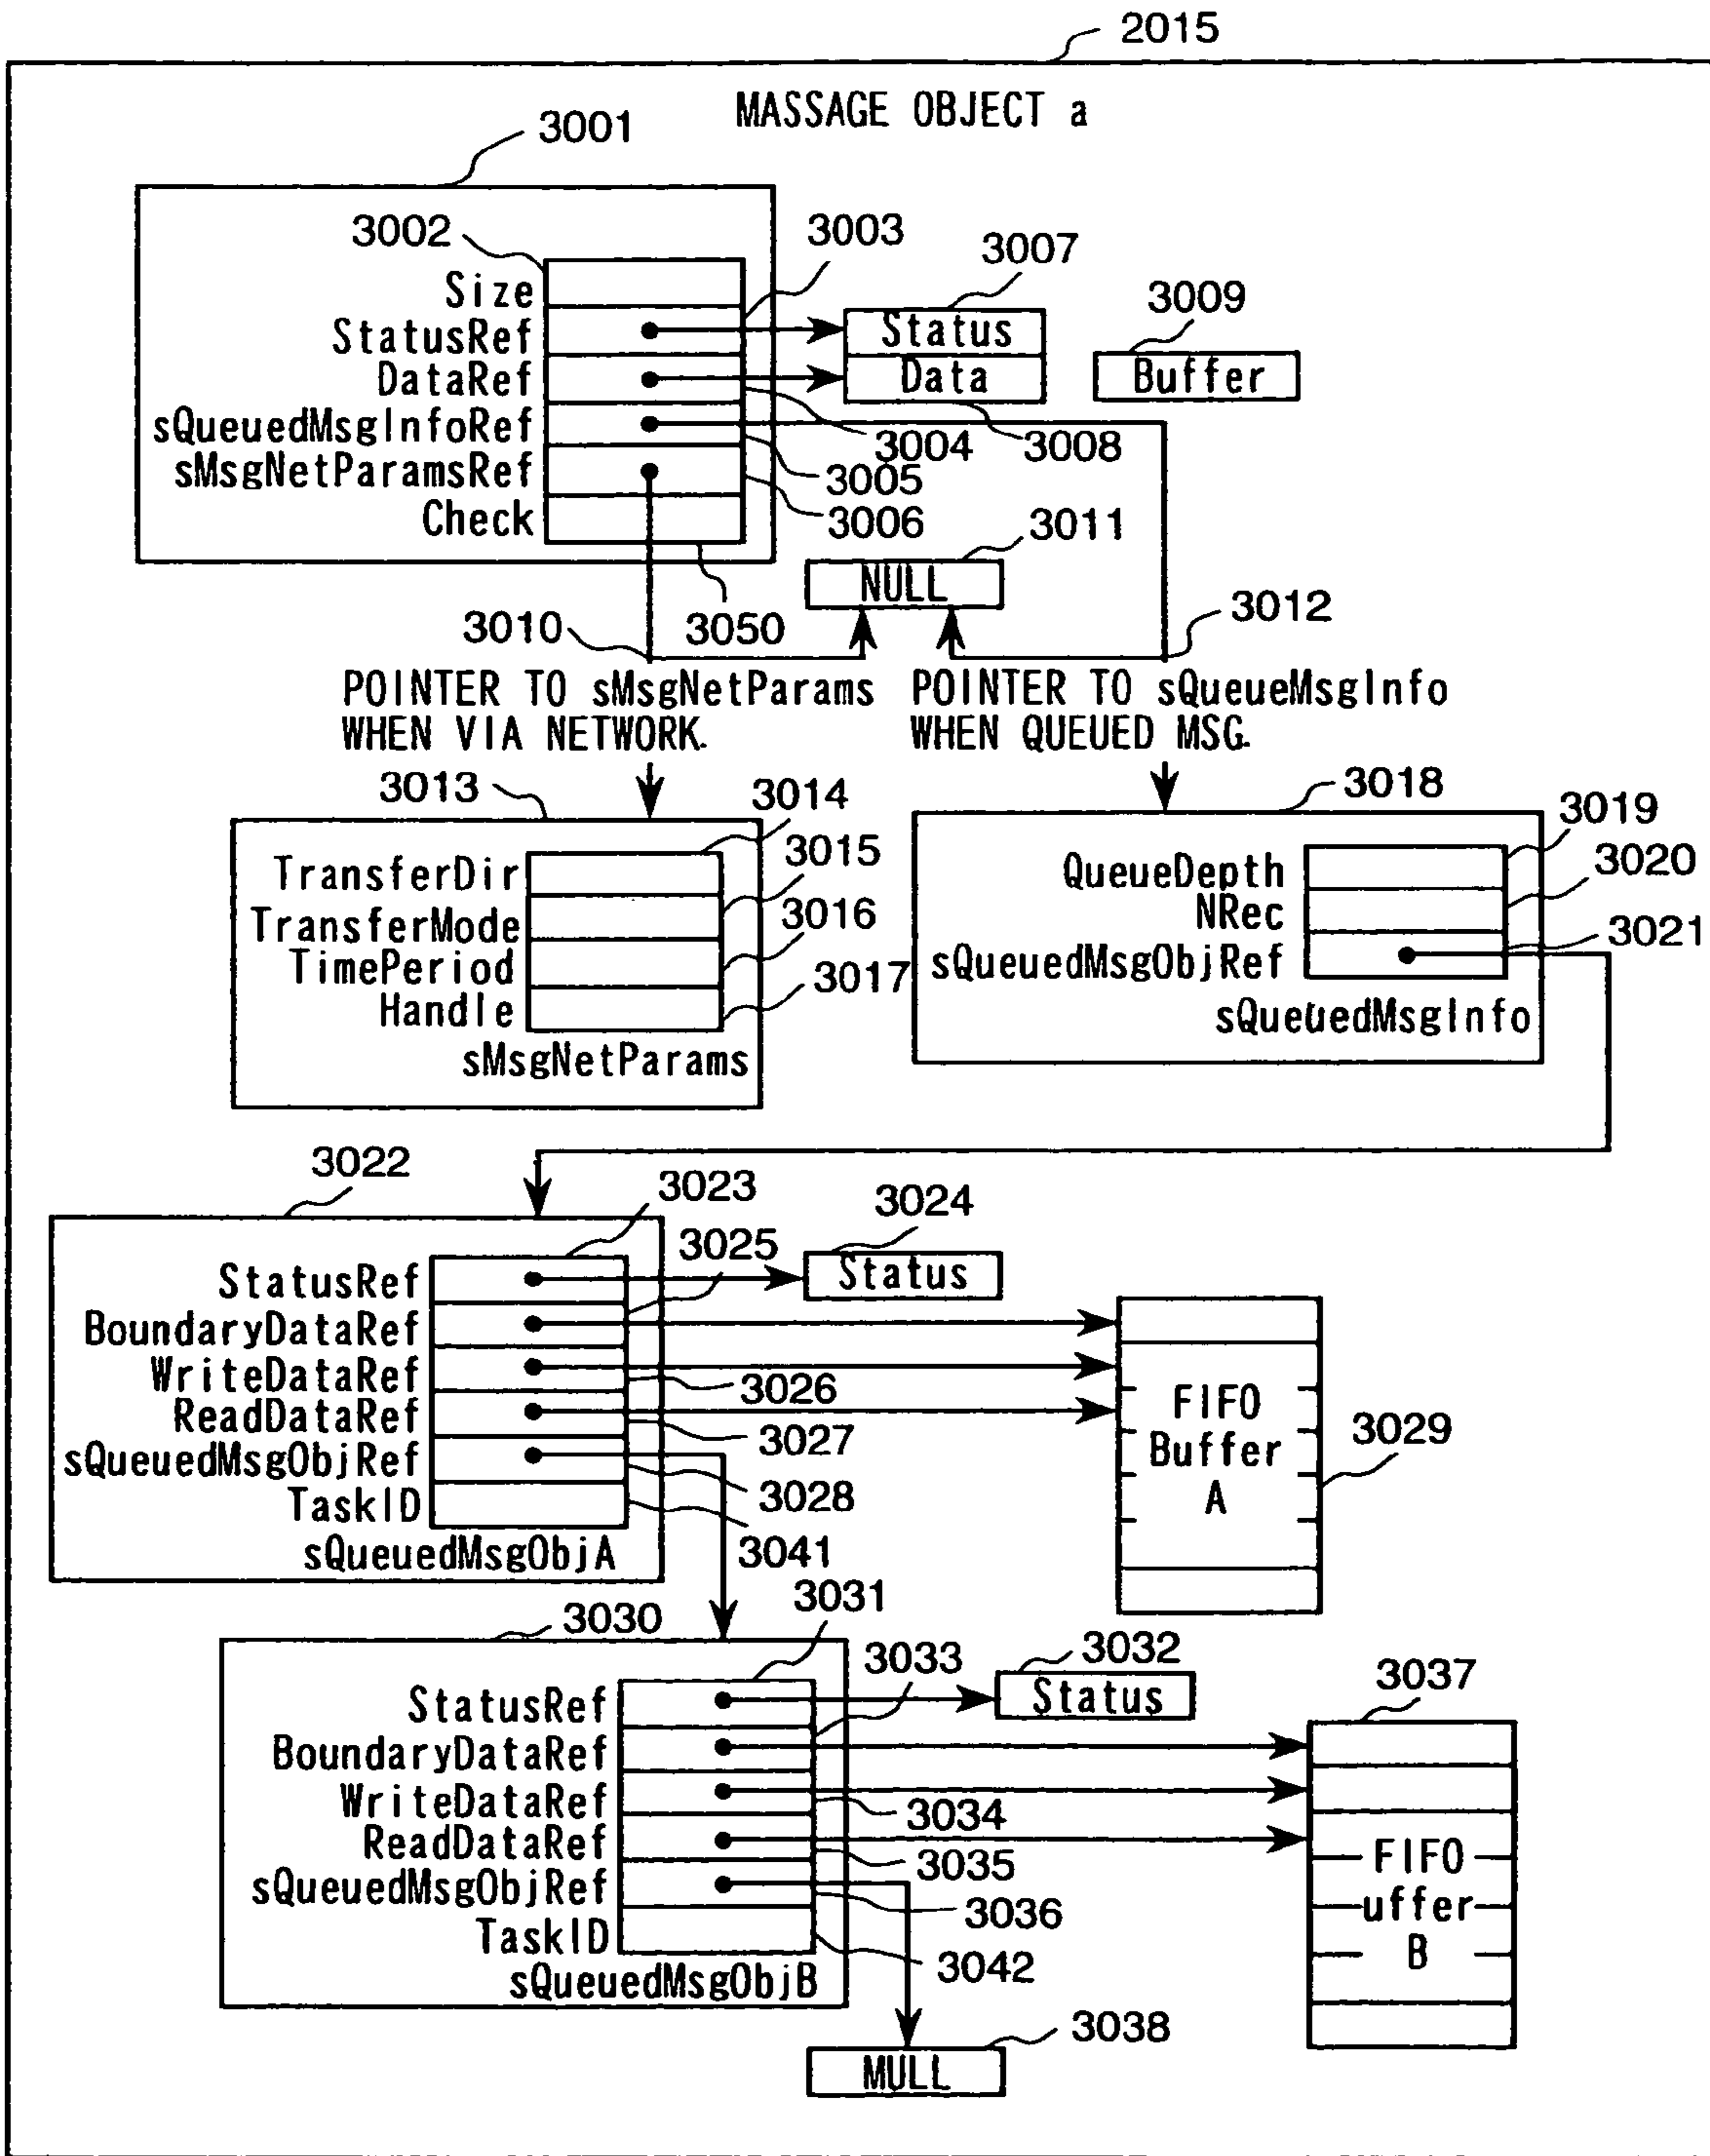 2015
MASSAGE OBJECT a
3001
3002
3003
3007
3009
Size
StatusRef
Status
DataRef
Data
Buffer
sQueuedMsgInfoRef
3004
3008
sMsgNetParamsRef
3005
Check
3006
3011
NULL
3010
3050
3012
POINTER TO sMsgNetParams
WHEN VIA NETWORK.
POINTER TO sQueueMsgInfo
WHEN QUEUED MSG.
3013
3014
3015
3016
3017
TransferDir
TransferMode
TimePeriod
Handle
sMsgNetParams
3018
3019
3020
3021
QueueDepth
NRec
sQueuedMsgObjRef
sQueuedMsgInfo
3022
3023
3024
3025
StatusRef
Status
BoundaryDataRef
WriteDataRef
3026
ReadDataRef
3027
sQueuedMsgObjRef
3028
TaskID
3041
sQueuedMsgObjA
FIFO
Buffer
A
3029
3030
3031
3032
3033
StatusRef
Status
3037
BoundaryDataRef
WriteDataRef
3034
ReadDataRef
3035
sQueuedMsgObjRef
3036
TaskID
3042
sQueuedMsgObjB
FIFO
uffer
B
3038
MULL